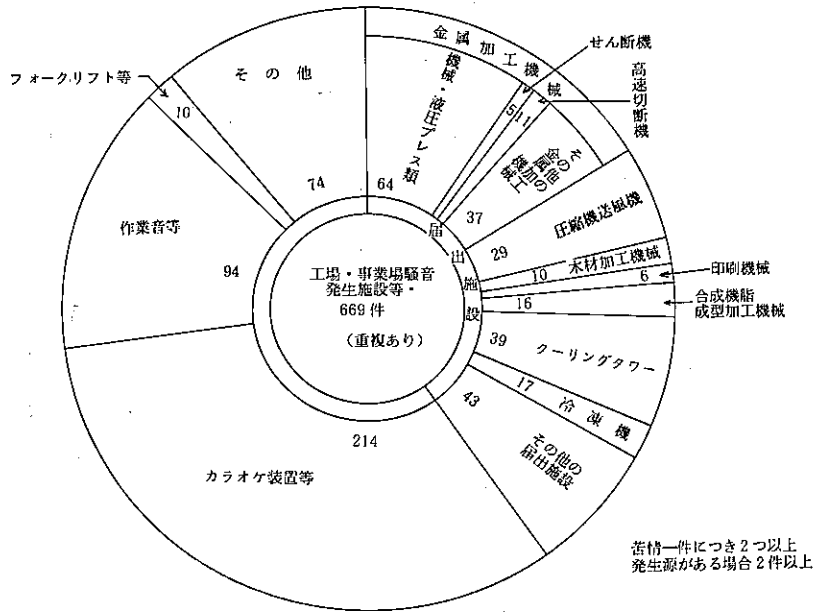 金属加工機械
せん断機
高速切断機
フォークリフト等
その他
機械・液圧プレス類
10
5
11
その他の金属加工機械
74
64
37
圧縮機送風機
作業音等
届出施設
29
木材加工機械
94
10
6
印刷機械
工場・事業場騒音
発生施設等・
669件
(重複あり)
16
合成機脂
成型加工機械
39
クーリングタワー
17
冷凍機
43
その他の
届出施設
214
カラオケ装置等
苦情一件につき2つ以上
発生源がある場合2件以上